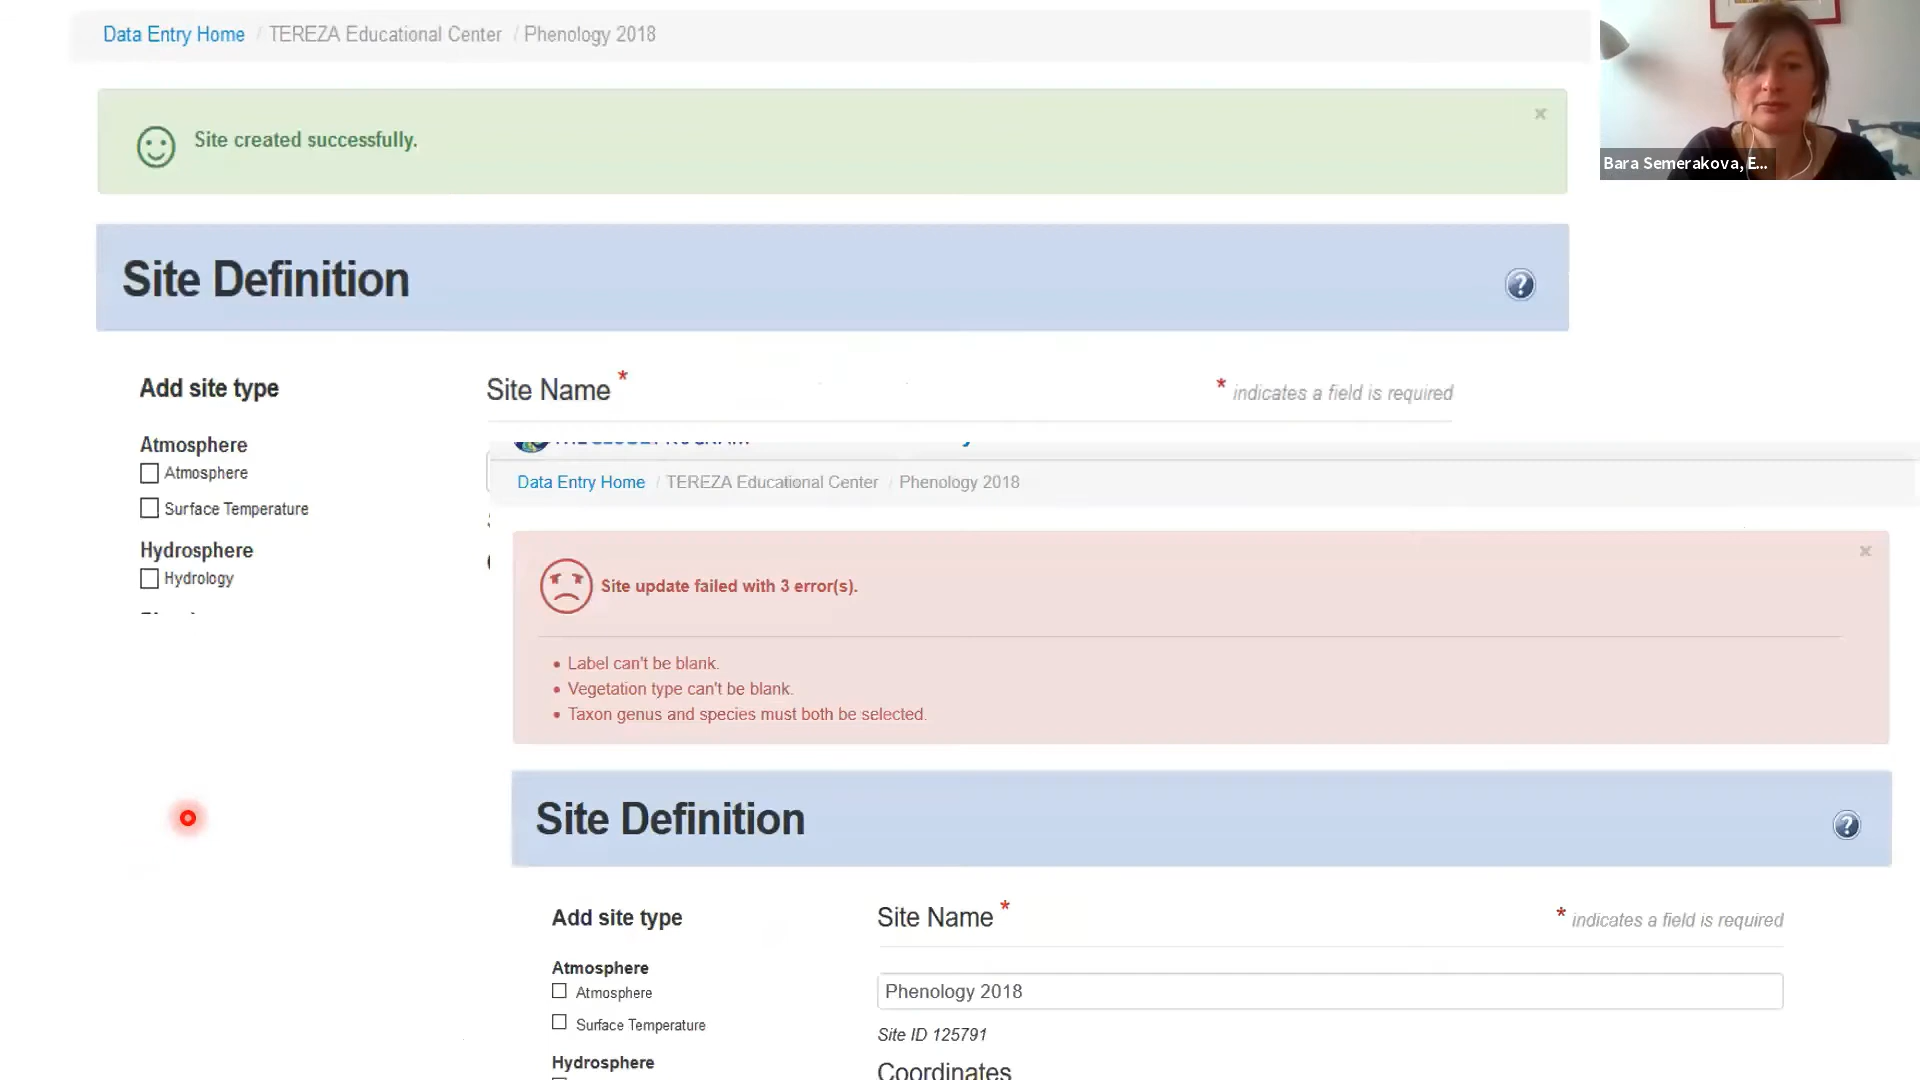 Data Entry Home / TEREZA Educational Center / Phenology 2018
Site created successfully.
×
Site Definition
?
Add site type
Site Name *
* indicates a field is required
Atmosphere
Atmosphere
Surface Temperature
Hydrosphere
Hydrology
Bara Semerakova, E...
THE GLOBE PROGRAM
Data Entry Home / TEREZA Educational Center / Phenology 2018
Site update failed with 3 error(s).
×
• Label can't be blank.
• Vegetation type can't be blank.
• Taxon genus and species must both be selected.
Site Definition
?
Add site type
Site Name *
* indicates a field is required
Atmosphere
Atmosphere
Surface Temperature
Hydrosphere
Phenology 2018
Site ID 125791
Coordinates